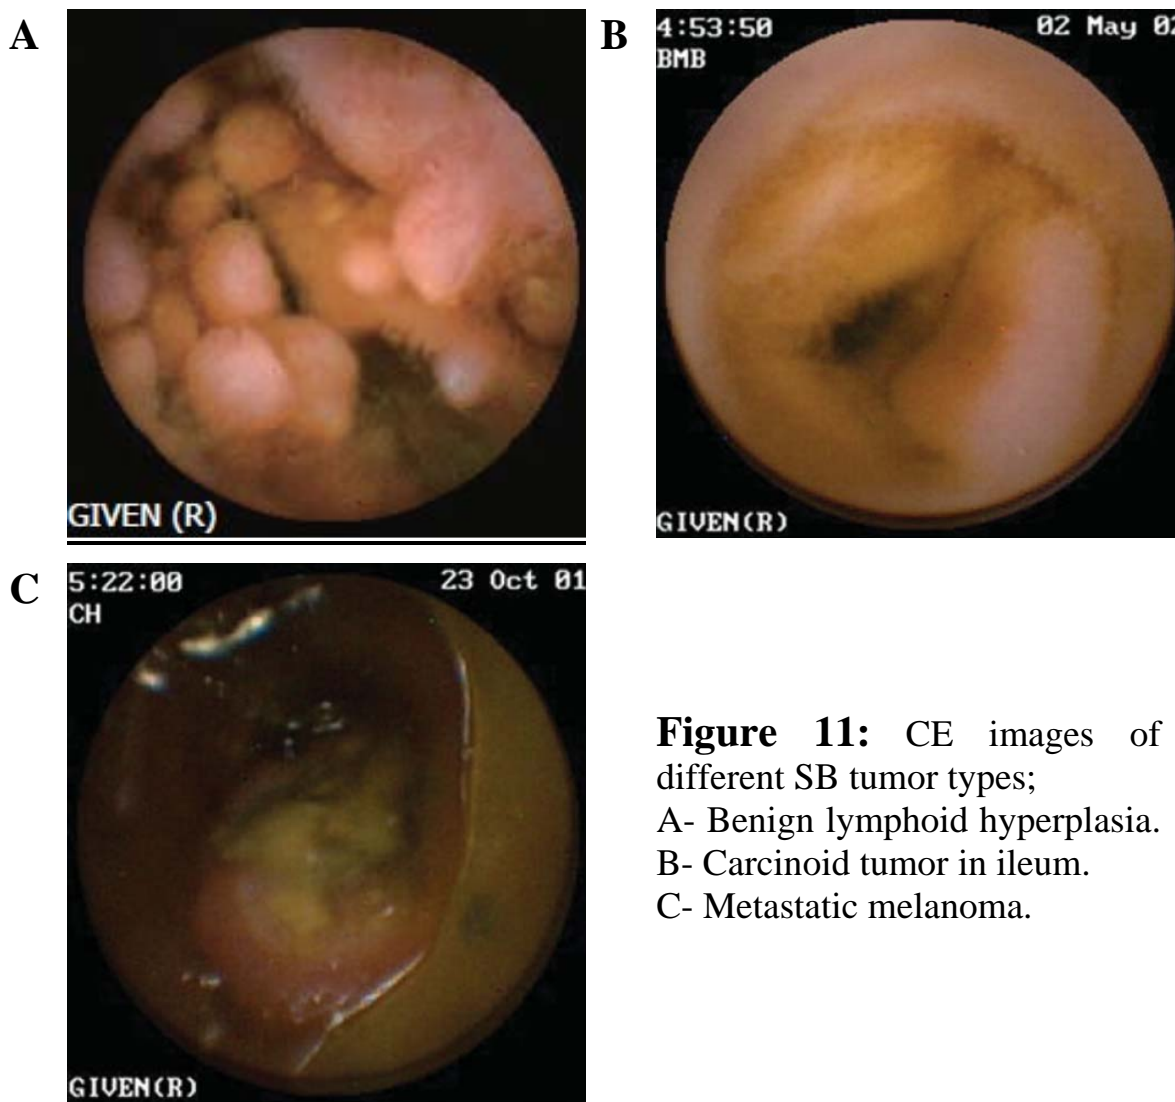 A
GIVEN (R)
B
4:53:50 02 May 02
BMB
GIVEN(R)
C
5:22:00 23 Oct 01
CH
GIVEN(R)
Figure 11: CE images of
different SB tumor types;
A- Benign lymphoid hyperplasia.
B- Carcinoid tumor in ileum.
C- Metastatic melanoma.